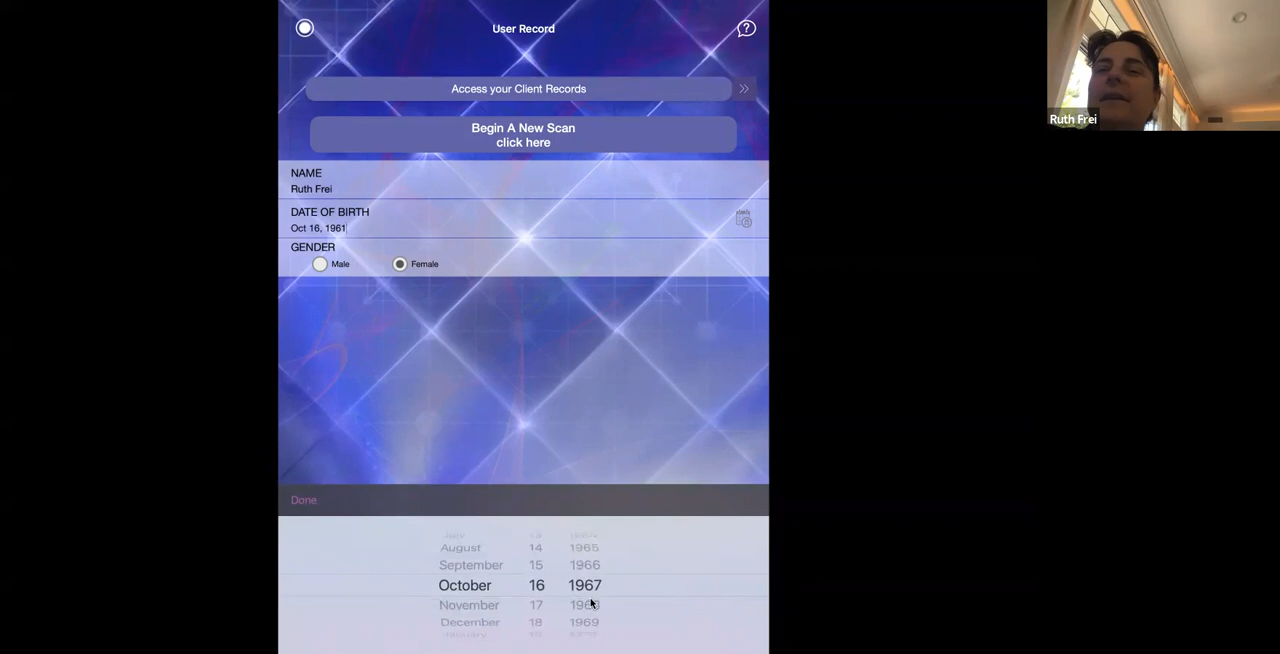 User Record
Access your Client Records
Begin A New Scan
click here
NAME
Ruth Frei
DATE OF BIRTH
Oct 16, 1961
GENDER
Male Female
Done
August 14 1965
September 15 1966
October 16 1967
November 17
December 18 1969
Ruth Frei